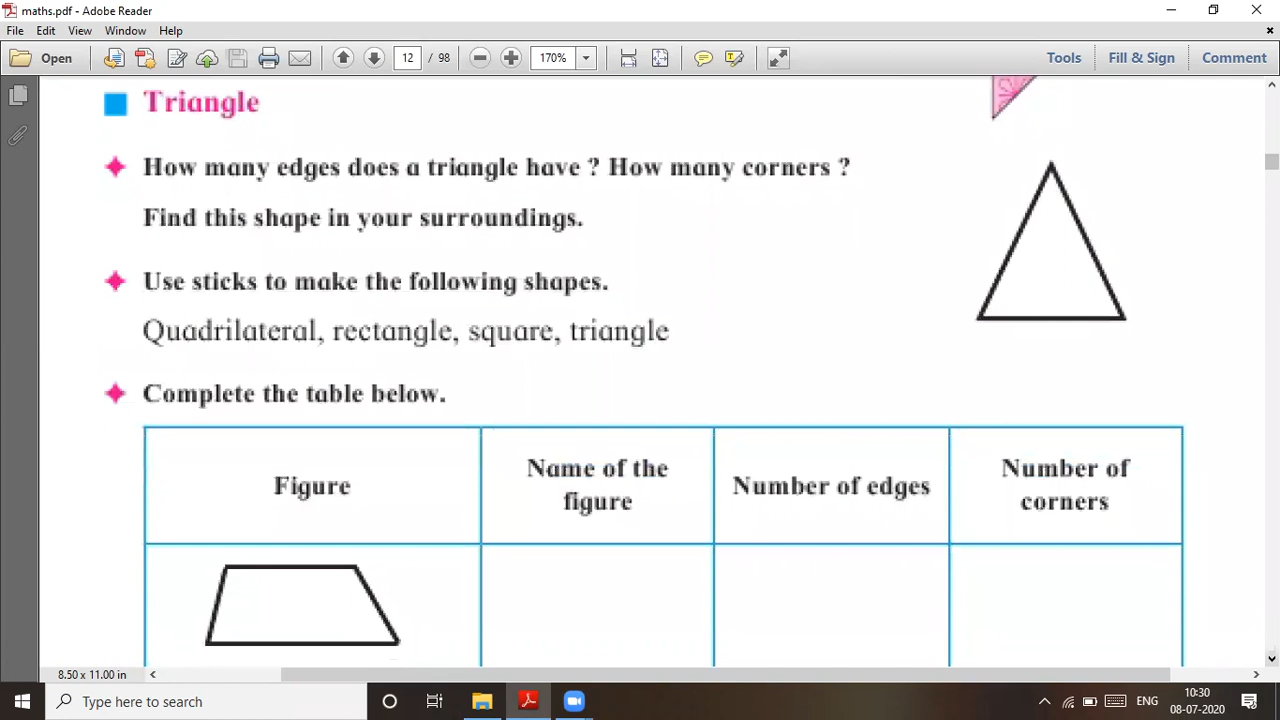 maths.pdf - Adobe Reader
File Edit View Window Help
Open 12 / 98 170% Tools Fill & Sign Comment
Triangle
How many edges does a triangle have ? How many corners ?
Find this shape in your surroundings.
Use sticks to make the following shapes.
Quadrilateral, rectangle, square, triangle
Complete the table below.
Figure
Name of the
figure
Number of edges
Number of
corners
8.50 x 11.00 in
Type here to search
ENG
10:30
08-07-2020